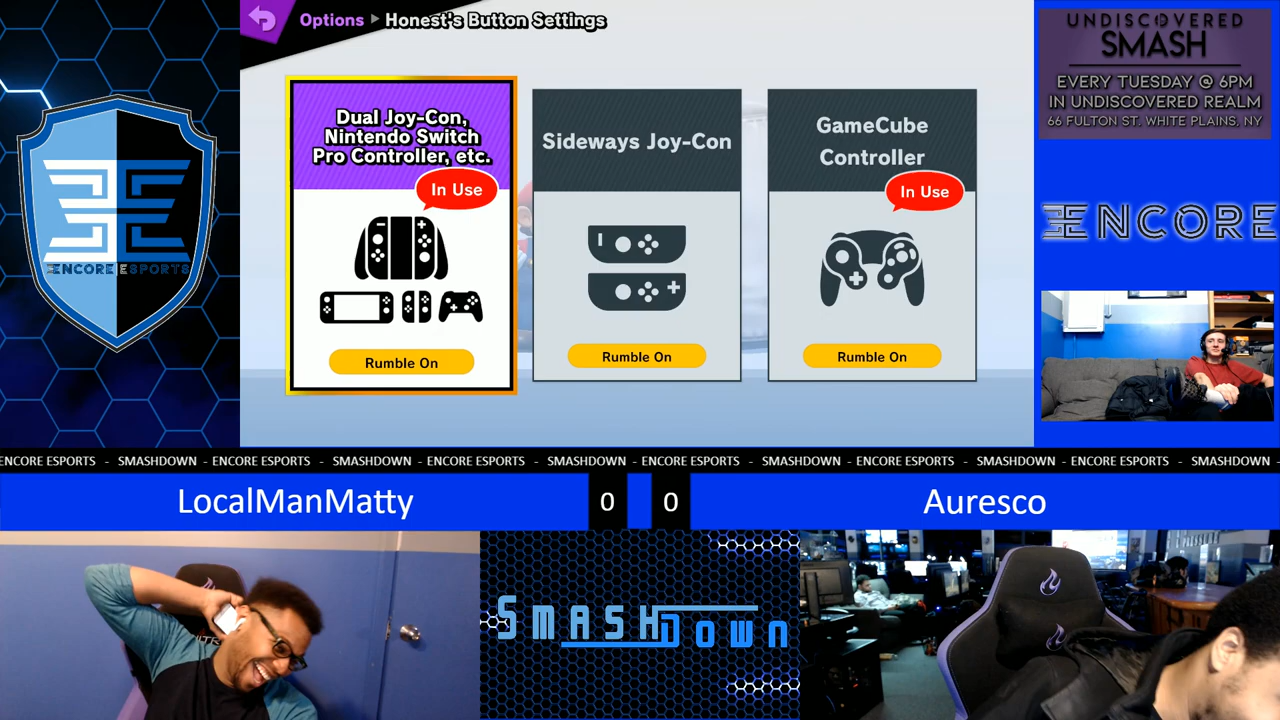 Options ▸ Honest's Button Settings
Dual Joy-Con,
Nintendo Switch
Pro Controller, etc.
In Use
Rumble On
Sideways Joy-Con
Rumble On
GameCube
Controller
In Use
Rumble On
UNDISCOVERED
SMASH
EVERY TUESDAY @ 6PM
IN UNDISCOVERED REALM
66 FULTON ST. WHITE PLAINS, NY
ENCORE
ENCORE ESPORTS
ENCORE ESPORTS - SMASHDOWN - ENCORE ESPORTS - SMASHDOWN - ENCORE ESPORTS - SMASHDOWN - ENCORE ESPORTS - SMASHDOWN - ENCORE ESPORTS - SMASHDOWN - ENCORE ESPORTS - SMASHDOWN -
LocalManMatty 0 0 Auresco
SMASH
DOWN